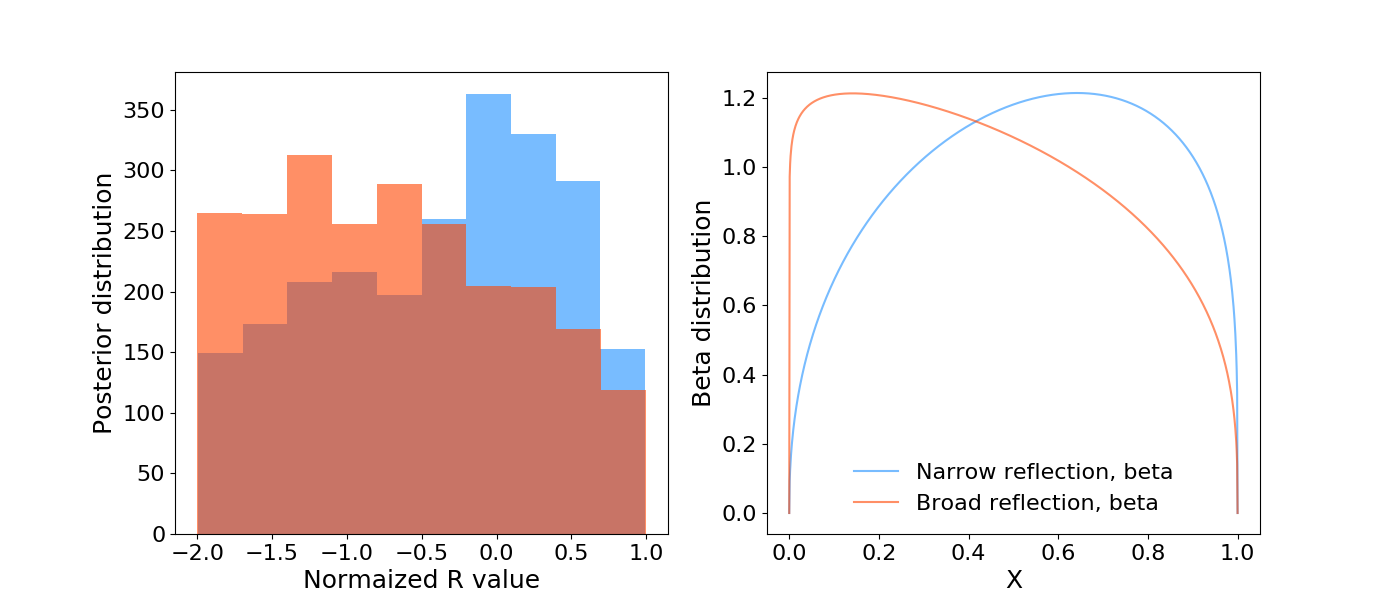 Posterior distribution
350
300
250
200
150
100
50
0
−2.0 −1.5 −1.0 −0.5 0.0 0.5 1.0
Normaized R value
Beta distribution
1.2
1.0
0.8
0.6
0.4
0.2
0.0
Narrow reflection, beta
Broad reflection, beta
0.0 0.2 0.4 0.6 0.8 1.0
X